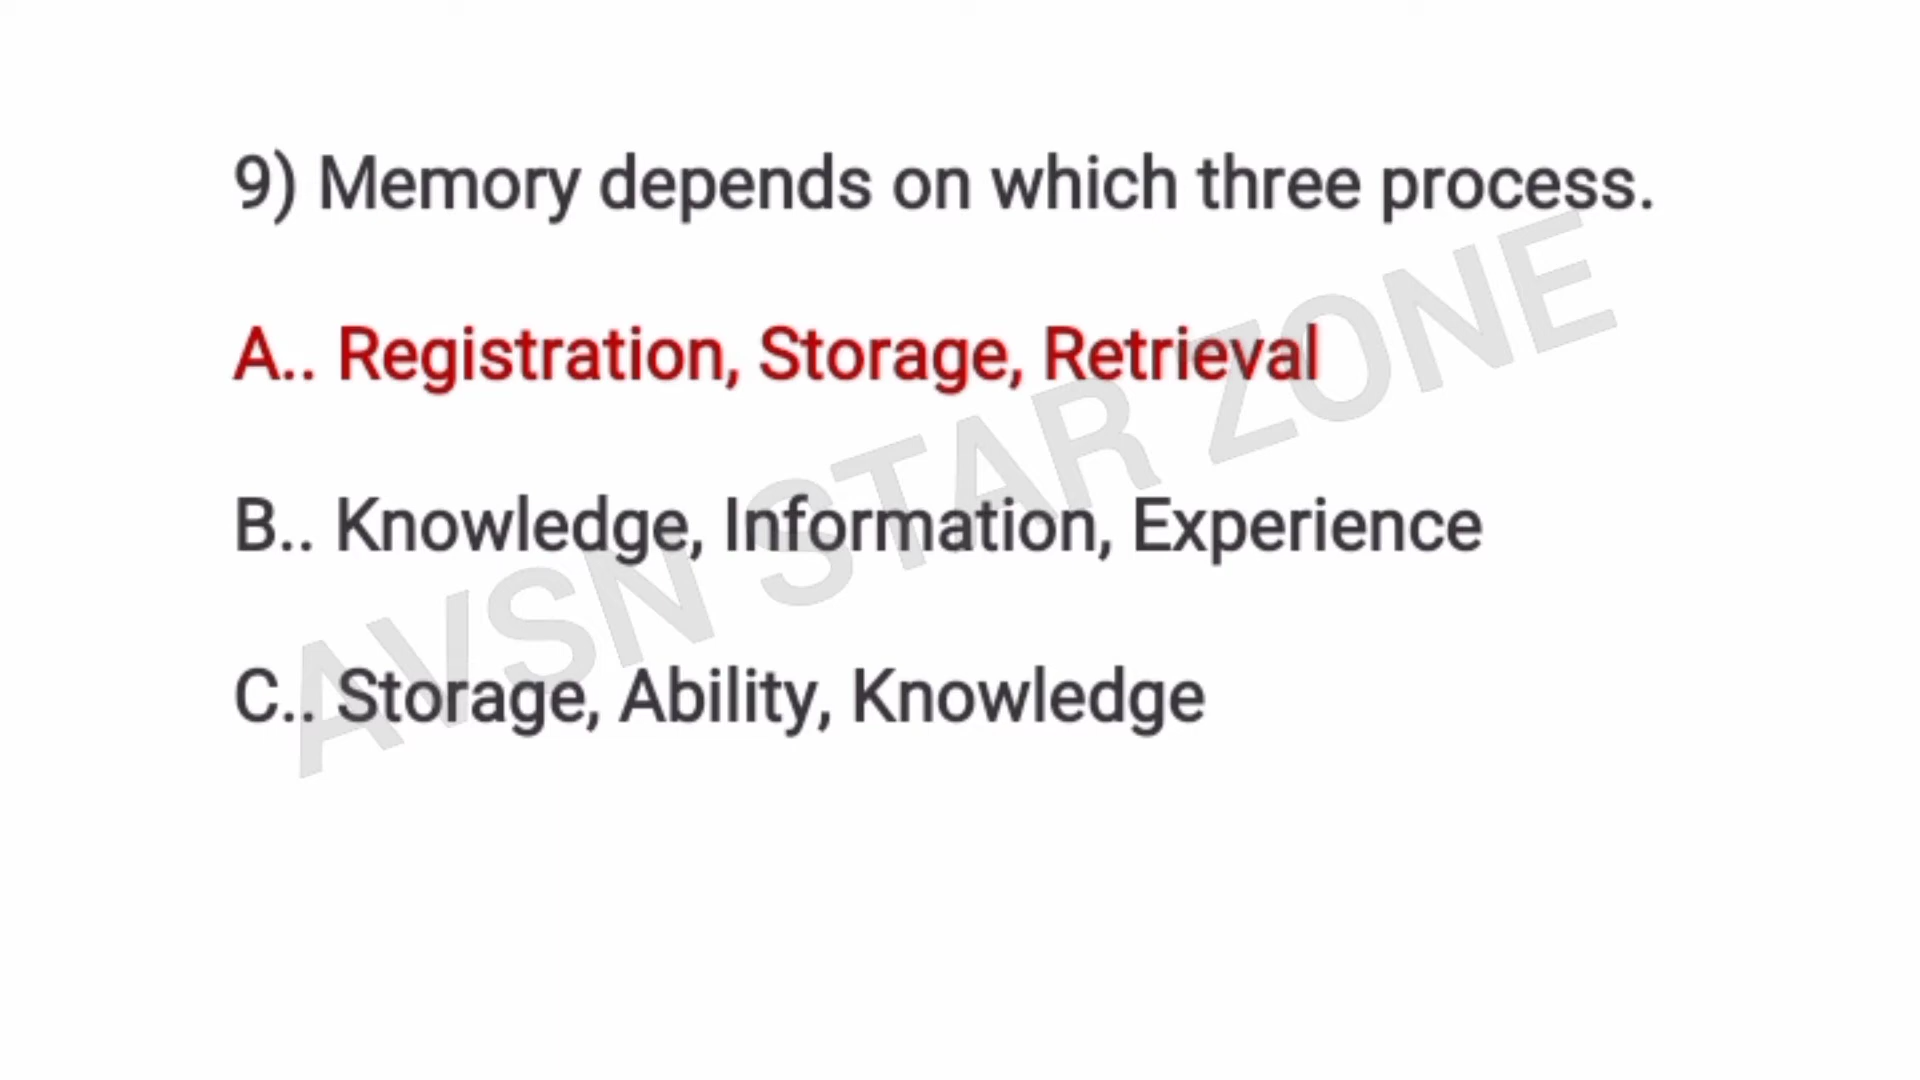 9) Memory depends on which three process.
A.. Registration, Storage, Retrieval
B.. Knowledge, Information, Experience
C.. Storage, Ability, Knowledge
AVSN STAR ZONE